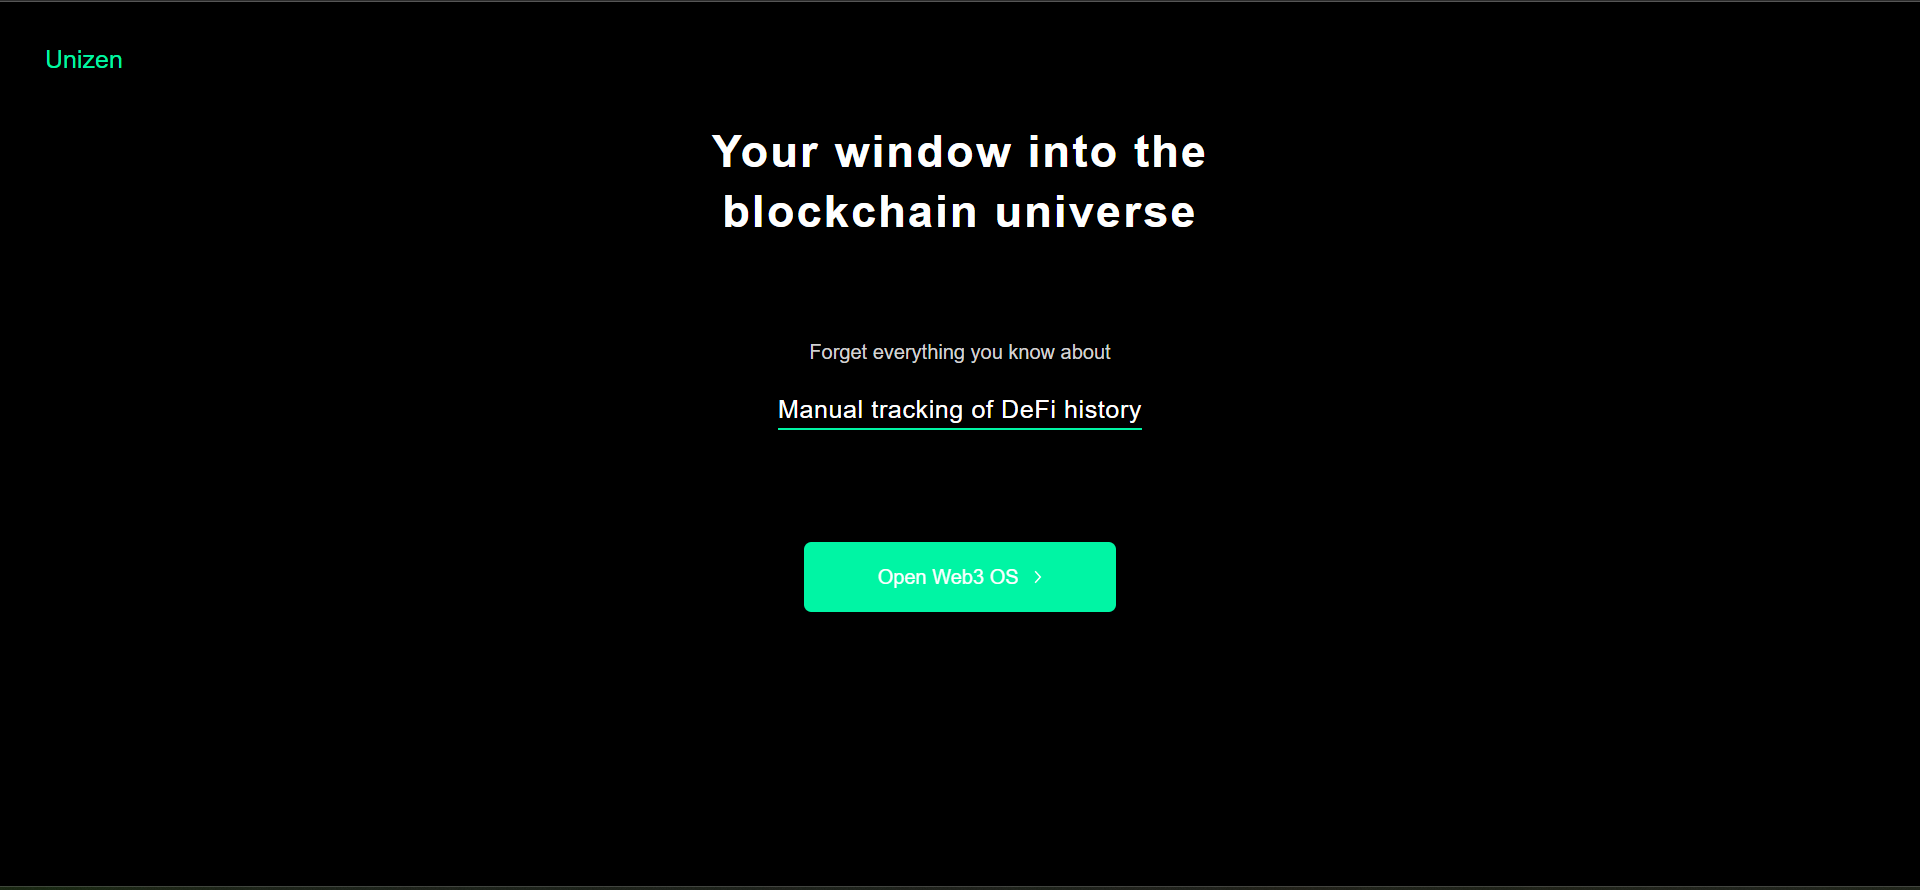 Unizen
Your window into the
blockchain universe
Forget everything you know about
Manual tracking of DeFi history
Open Web3 OS